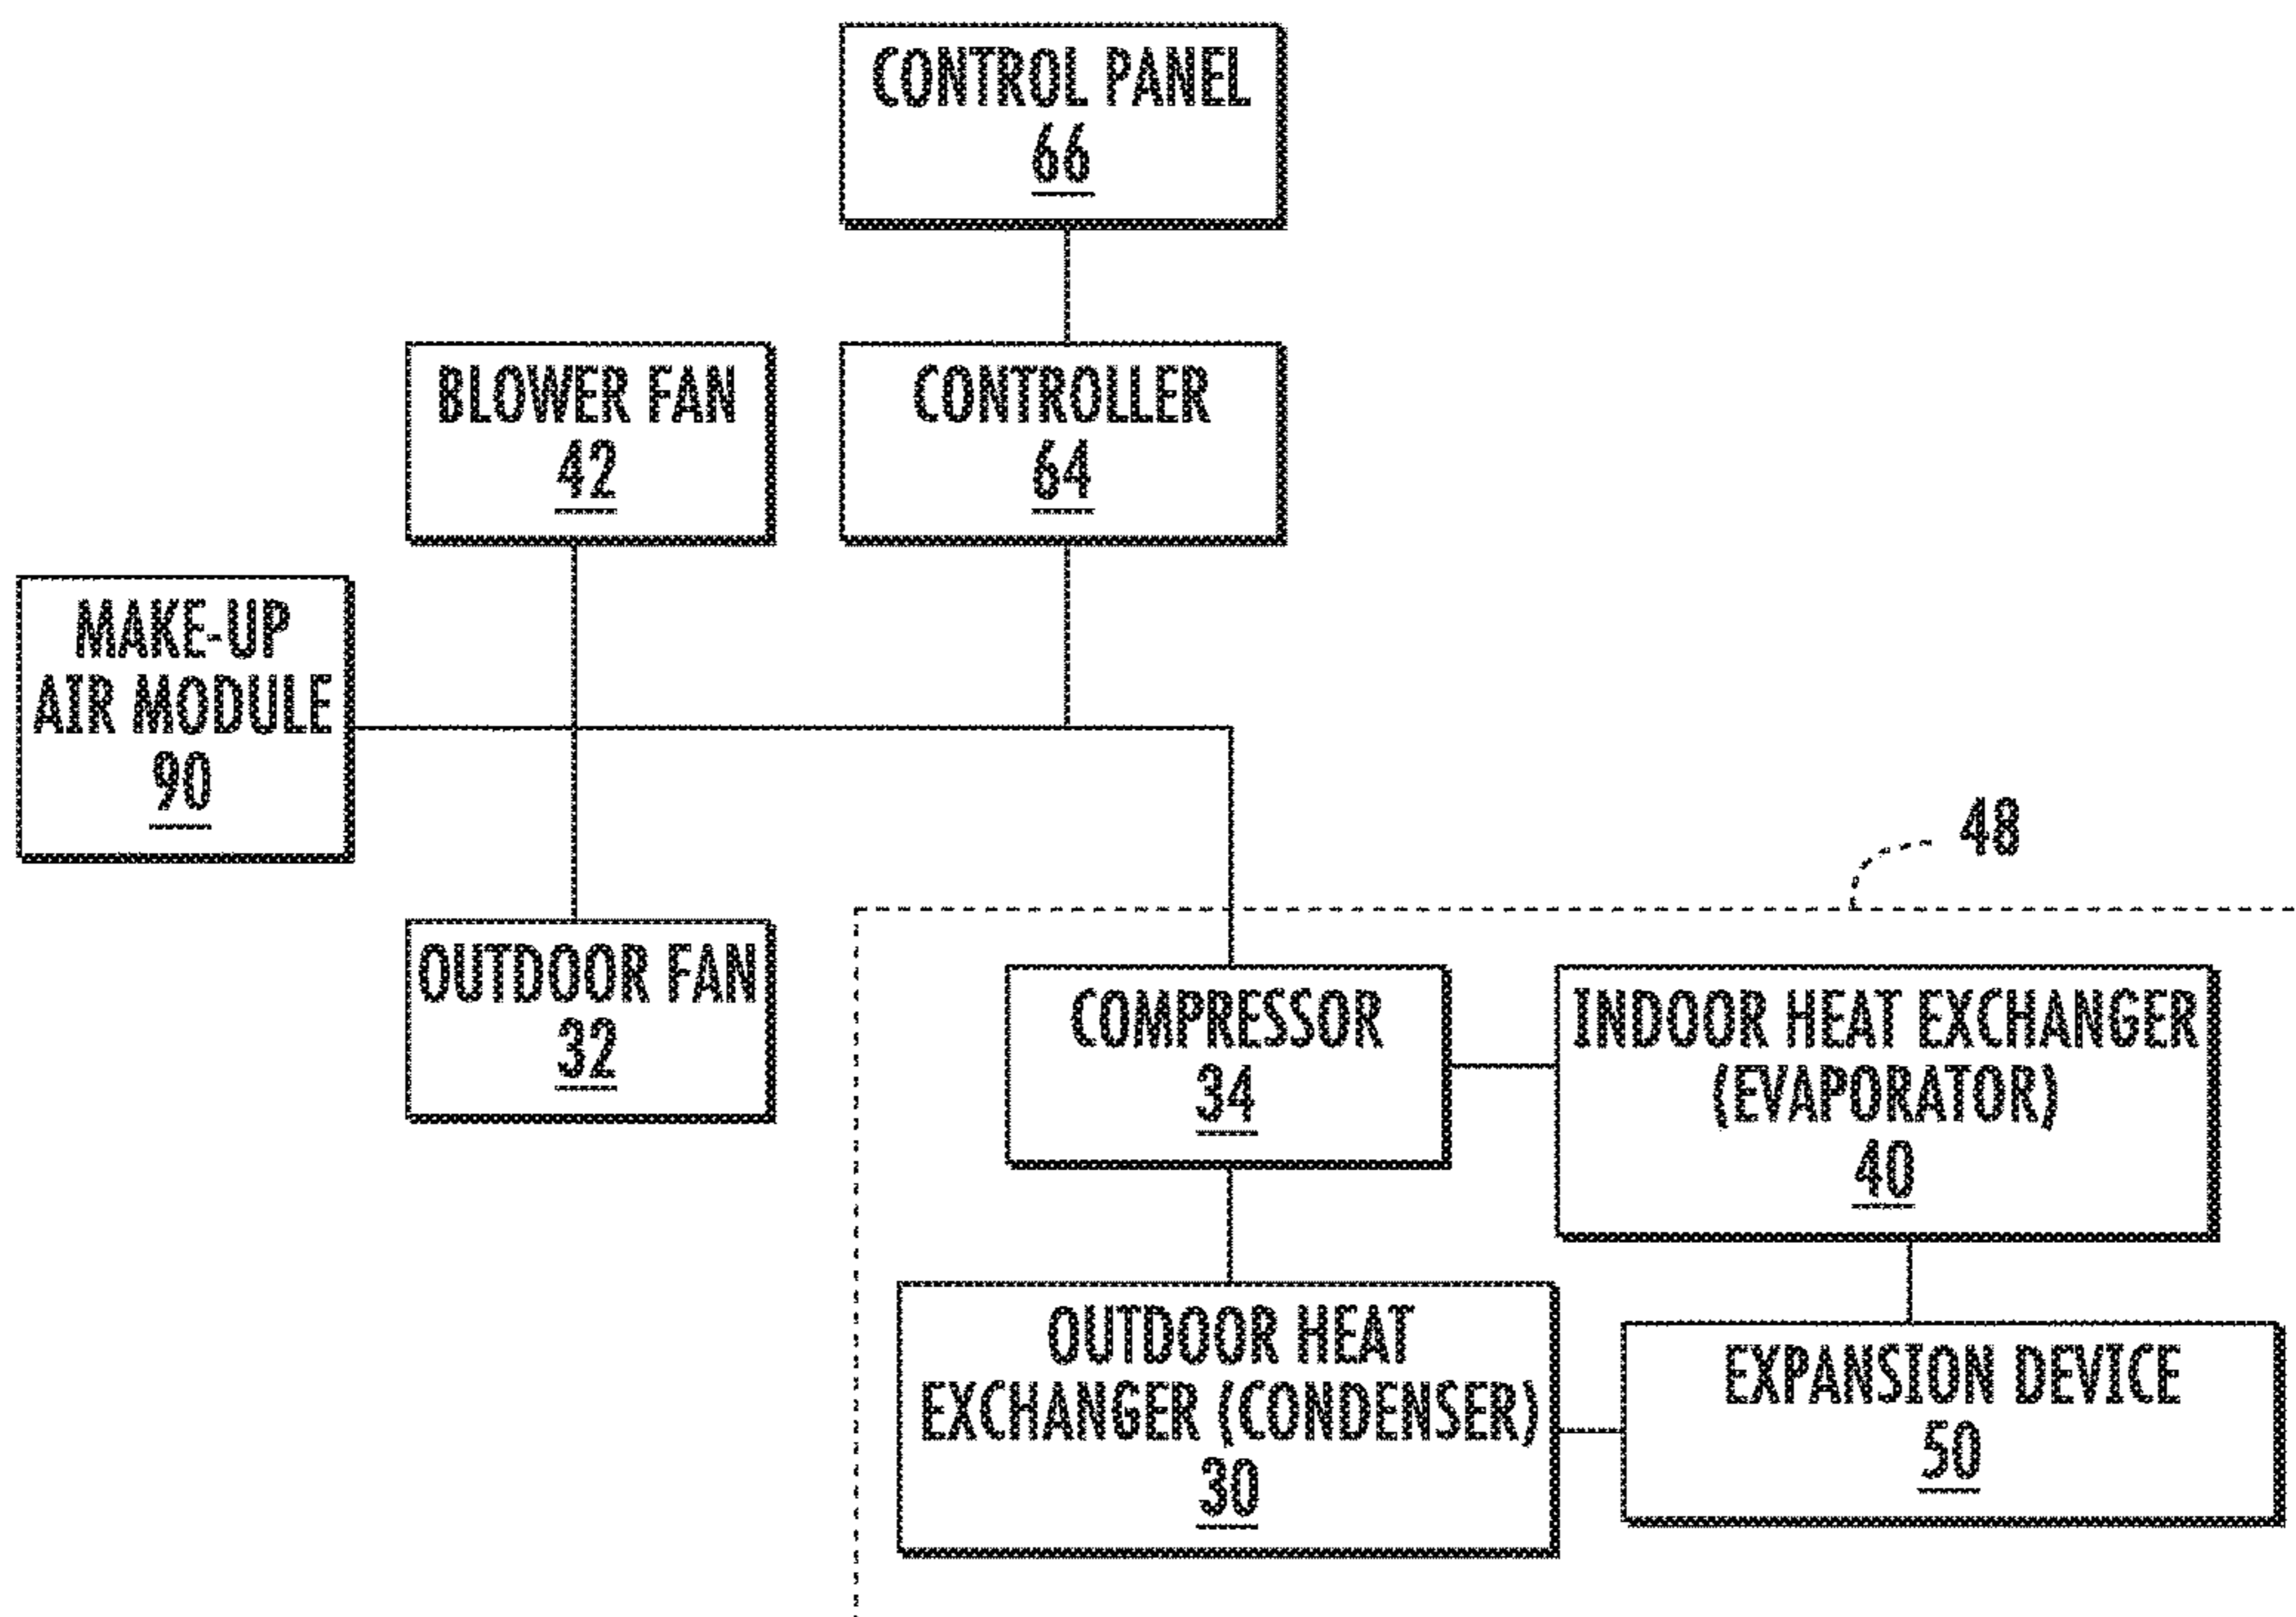 CONTROL PANEL
66
BLOWER FAN
42
CONTROLLER
64
MAKE-UP
AIR MODULE
90
OUTDOOR FAN
32
48
COMPRESSOR
34
INDOOR HEAT EXCHANGER
(EVAPORATOR)
40
OUTDOOR HEAT
EXCHANGER (CONDENSER)
30
EXPANSION DEVICE
50